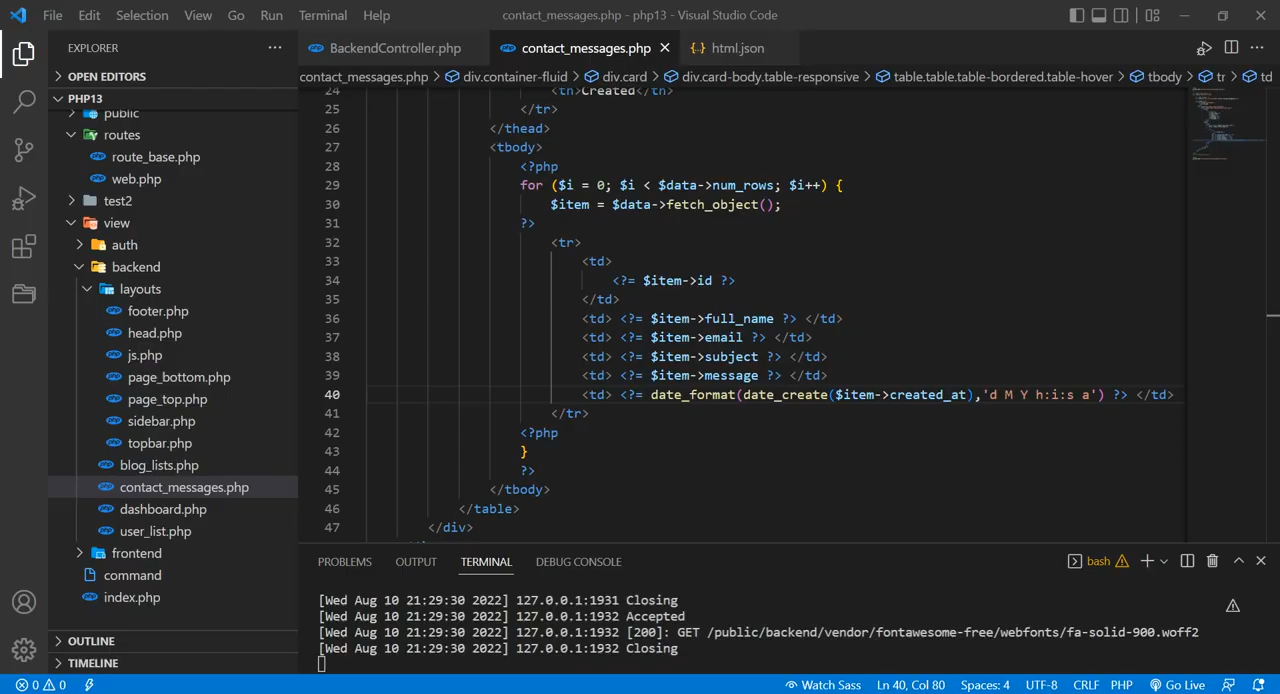 File Edit Selection View Go Run Terminal Help contact_messages.php - php13 - Visual Studio Code
EXPLORER
OPEN EDITORS
PHP13
public
routes
route_base.php
web.php
test2
view
auth
backend
layouts
footer.php
head.php
js.php
page_bottom.php
page_top.php
sidebar.php
topbar.php
blog_lists.php
contact_messages.php
dashboard.php
user_list.php
frontend
command
index.php
OUTLINE
TIMELINE
BackendController.php contact_messages.php html.json
contact_messages.php > div.container-fluid > div.card > div.card-body.table-responsive > table.table.table-bordered.table-hover > tbody > tr > td
24 <th>Created</th>
25 </tr>
26 </thead>
27 <tbody>
28 <?php
29 for ($i = 0; $i < $data->num_rows; $i++) {
30 $item = $data->fetch_object();
31 ?>
32 <tr>
33 <td>
34 <?= $item->id ?>
35 </td>
36 <td> <?= $item->full_name ?> </td>
37 <td> <?= $item->email ?> </td>
38 <td> <?= $item->subject ?> </td>
39 <td> <?= $item->message ?> </td>
40 <td> <?= date_format(date_create($item->created_at),'d M Y h:i:s a') ?> </td>
41 </tr>
42 <?php
43 }
44 ?>
45 </tbody>
46 </table>
47 </div>
PROBLEMS OUTPUT TERMINAL DEBUG CONSOLE bash
[Wed Aug 10 21:29:30 2022] 127.0.0.1:1931 Closing
[Wed Aug 10 21:29:30 2022] 127.0.0.1:1932 Accepted
[Wed Aug 10 21:29:30 2022] 127.0.0.1:1932 [200]: GET /public/backend/vendor/fontawesome-free/webfonts/fa-solid-900.woff2
[Wed Aug 10 21:29:30 2022] 127.0.0.1:1932 Closing
0 0 Watch Sass Ln 40, Col 80 Spaces: 4 UTF-8 CRLF PHP Go Live